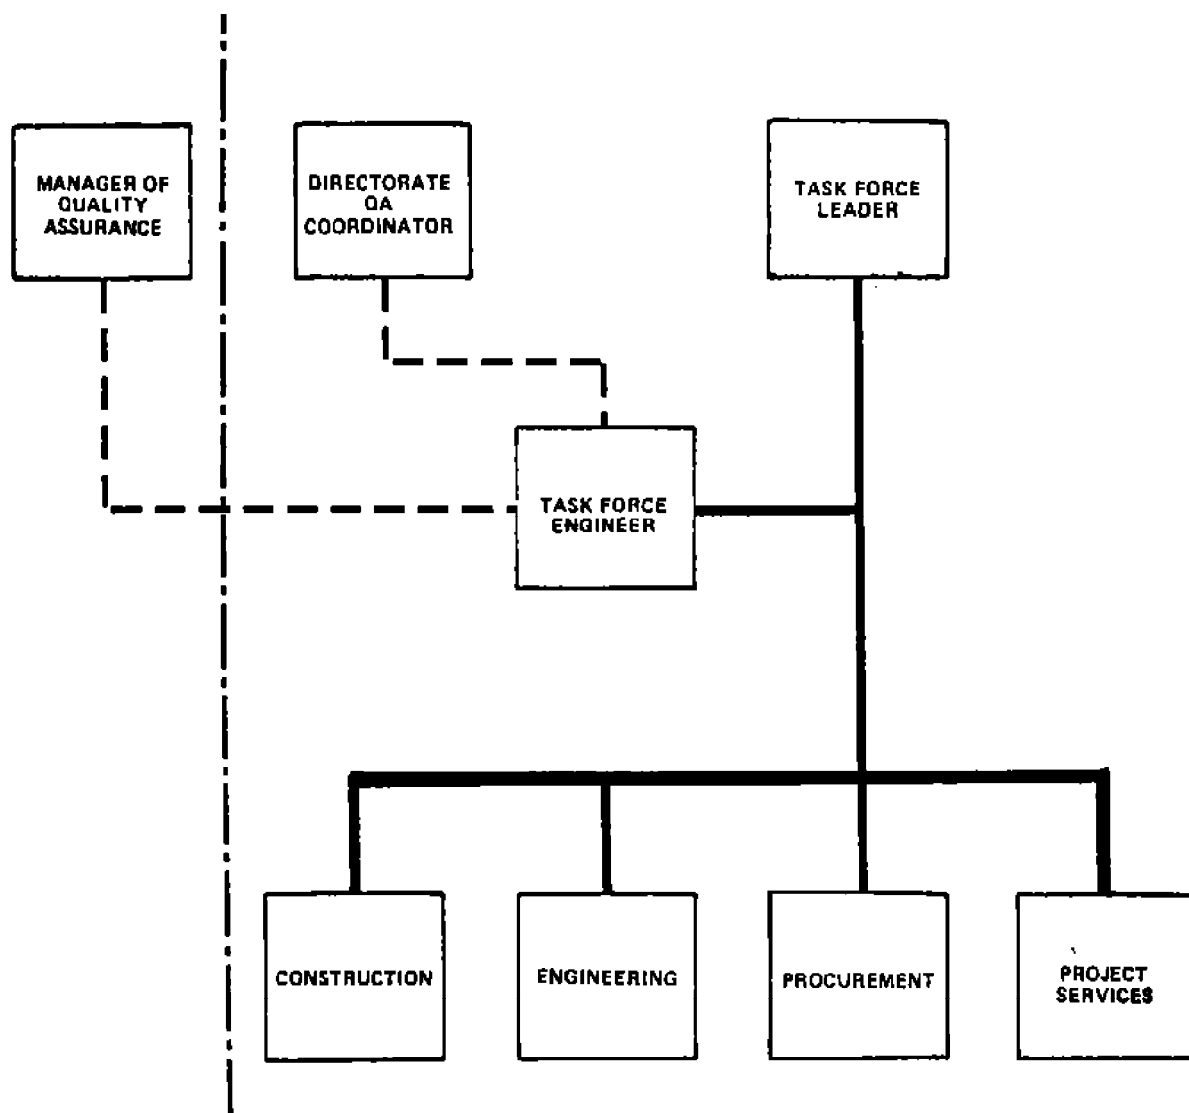 MANAGER OF
QUALITY
ASSURANCE
DIRECTORATE
QA
COORDINATOR
TASK FORCE
LEADER
TASK FORCE
ENGINEER
CONSTRUCTION
ENGINEERING
PROCUREMENT
PROJECT
SERVICES